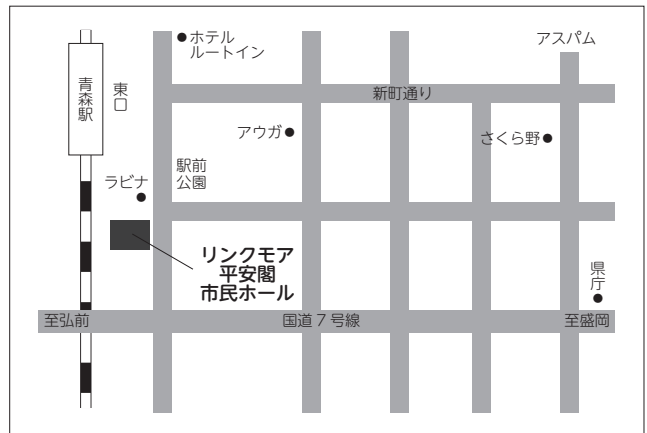 ホテル
ルートイン
アスパム
青森駅
東口
新町通り
アウガ
さくら野
駅前
公園
ラビナ
リンクモア
平安閣
市民ホール
県庁
至弘前
国道7号線
至盛岡